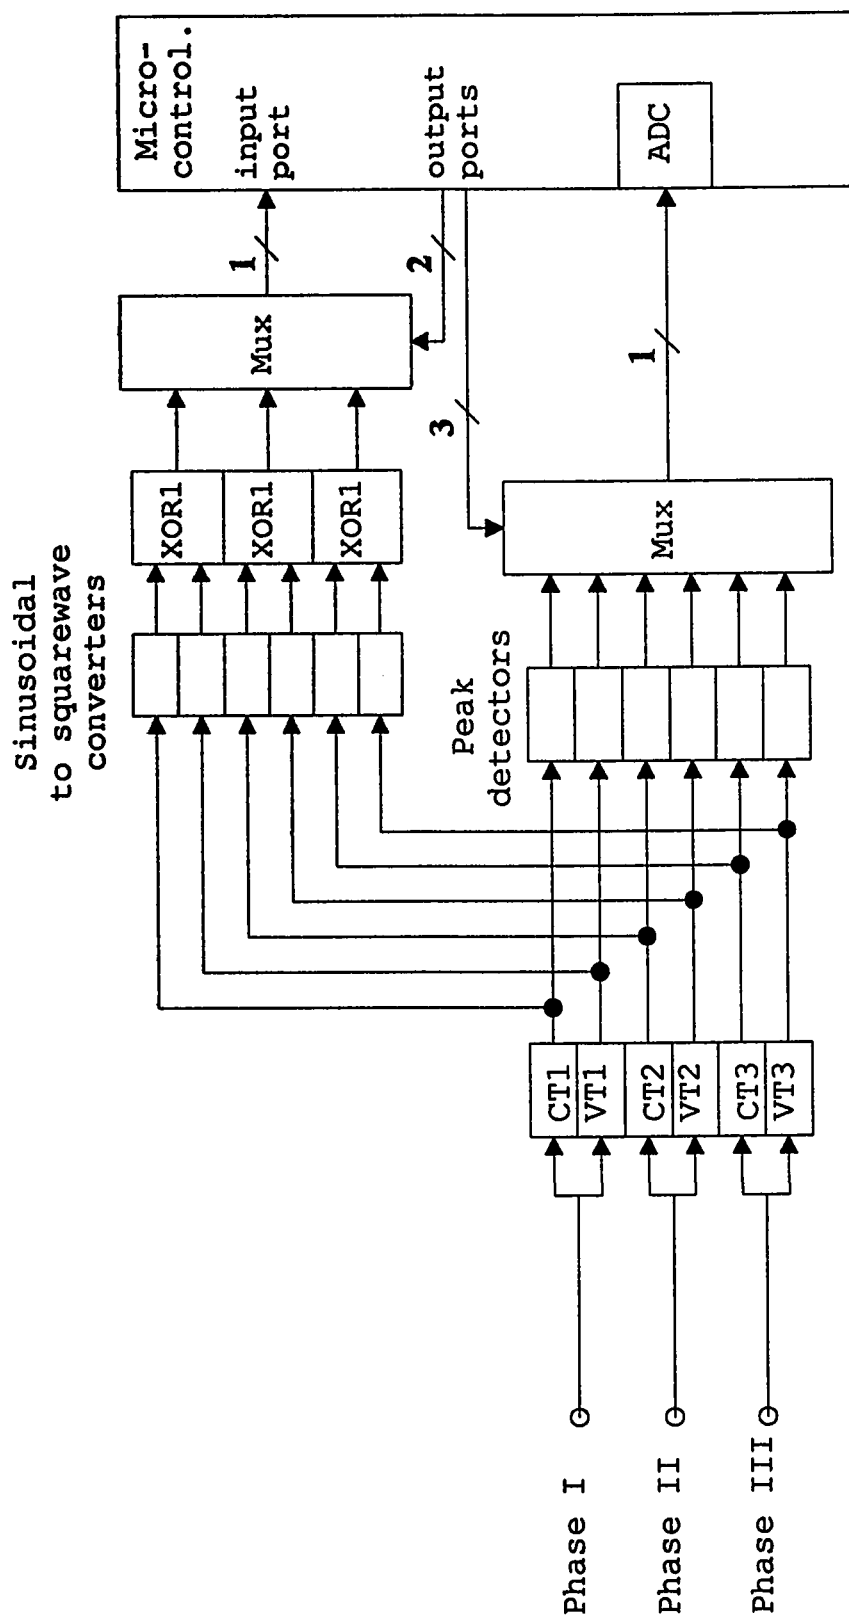 Sinusoidal
to squarewave
converters
XOR1
XOR1
XOR1
Mux
1
2
3
Micro-
control.
input
port
output
ports
ADC
Peak
detectors
Mux
1
CT1
VT1
CT2
VT2
CT3
VT3
Phase I
Phase II
Phase III